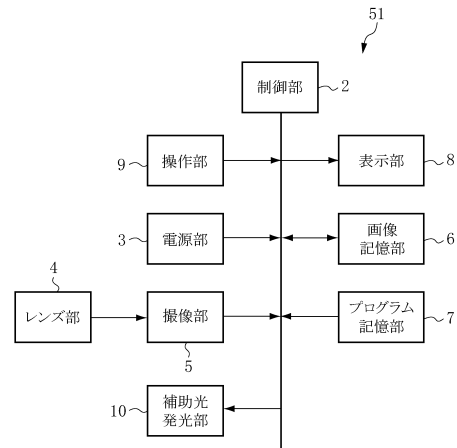 51
制御部
2
9
操作部
表示部
8
3
電源部
画像
記憶部
6
4
レンズ部
撮像部
5
プログラム
記憶部
7
10
補助光
発光部